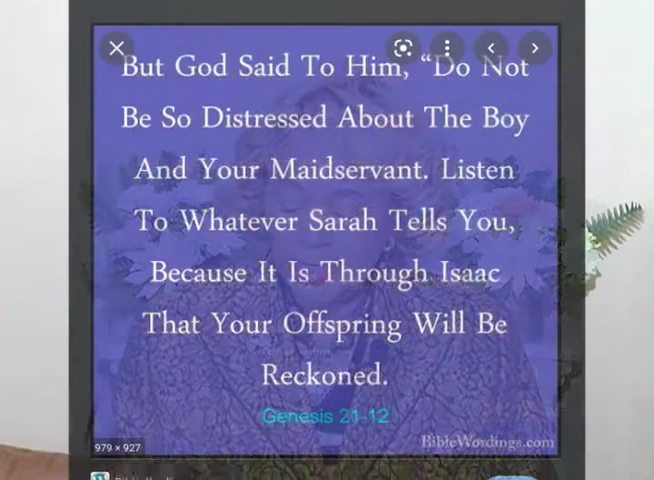 But God Said To Him, “Do Not
Be So Distressed About The Boy
And Your Maidservant. Listen
To Whatever Sarah Tells You,
Because It Is Through Isaac
That Your Offspring Will Be
Reckoned.
Genesis 21-12
979 × 927
BibleWordings.com